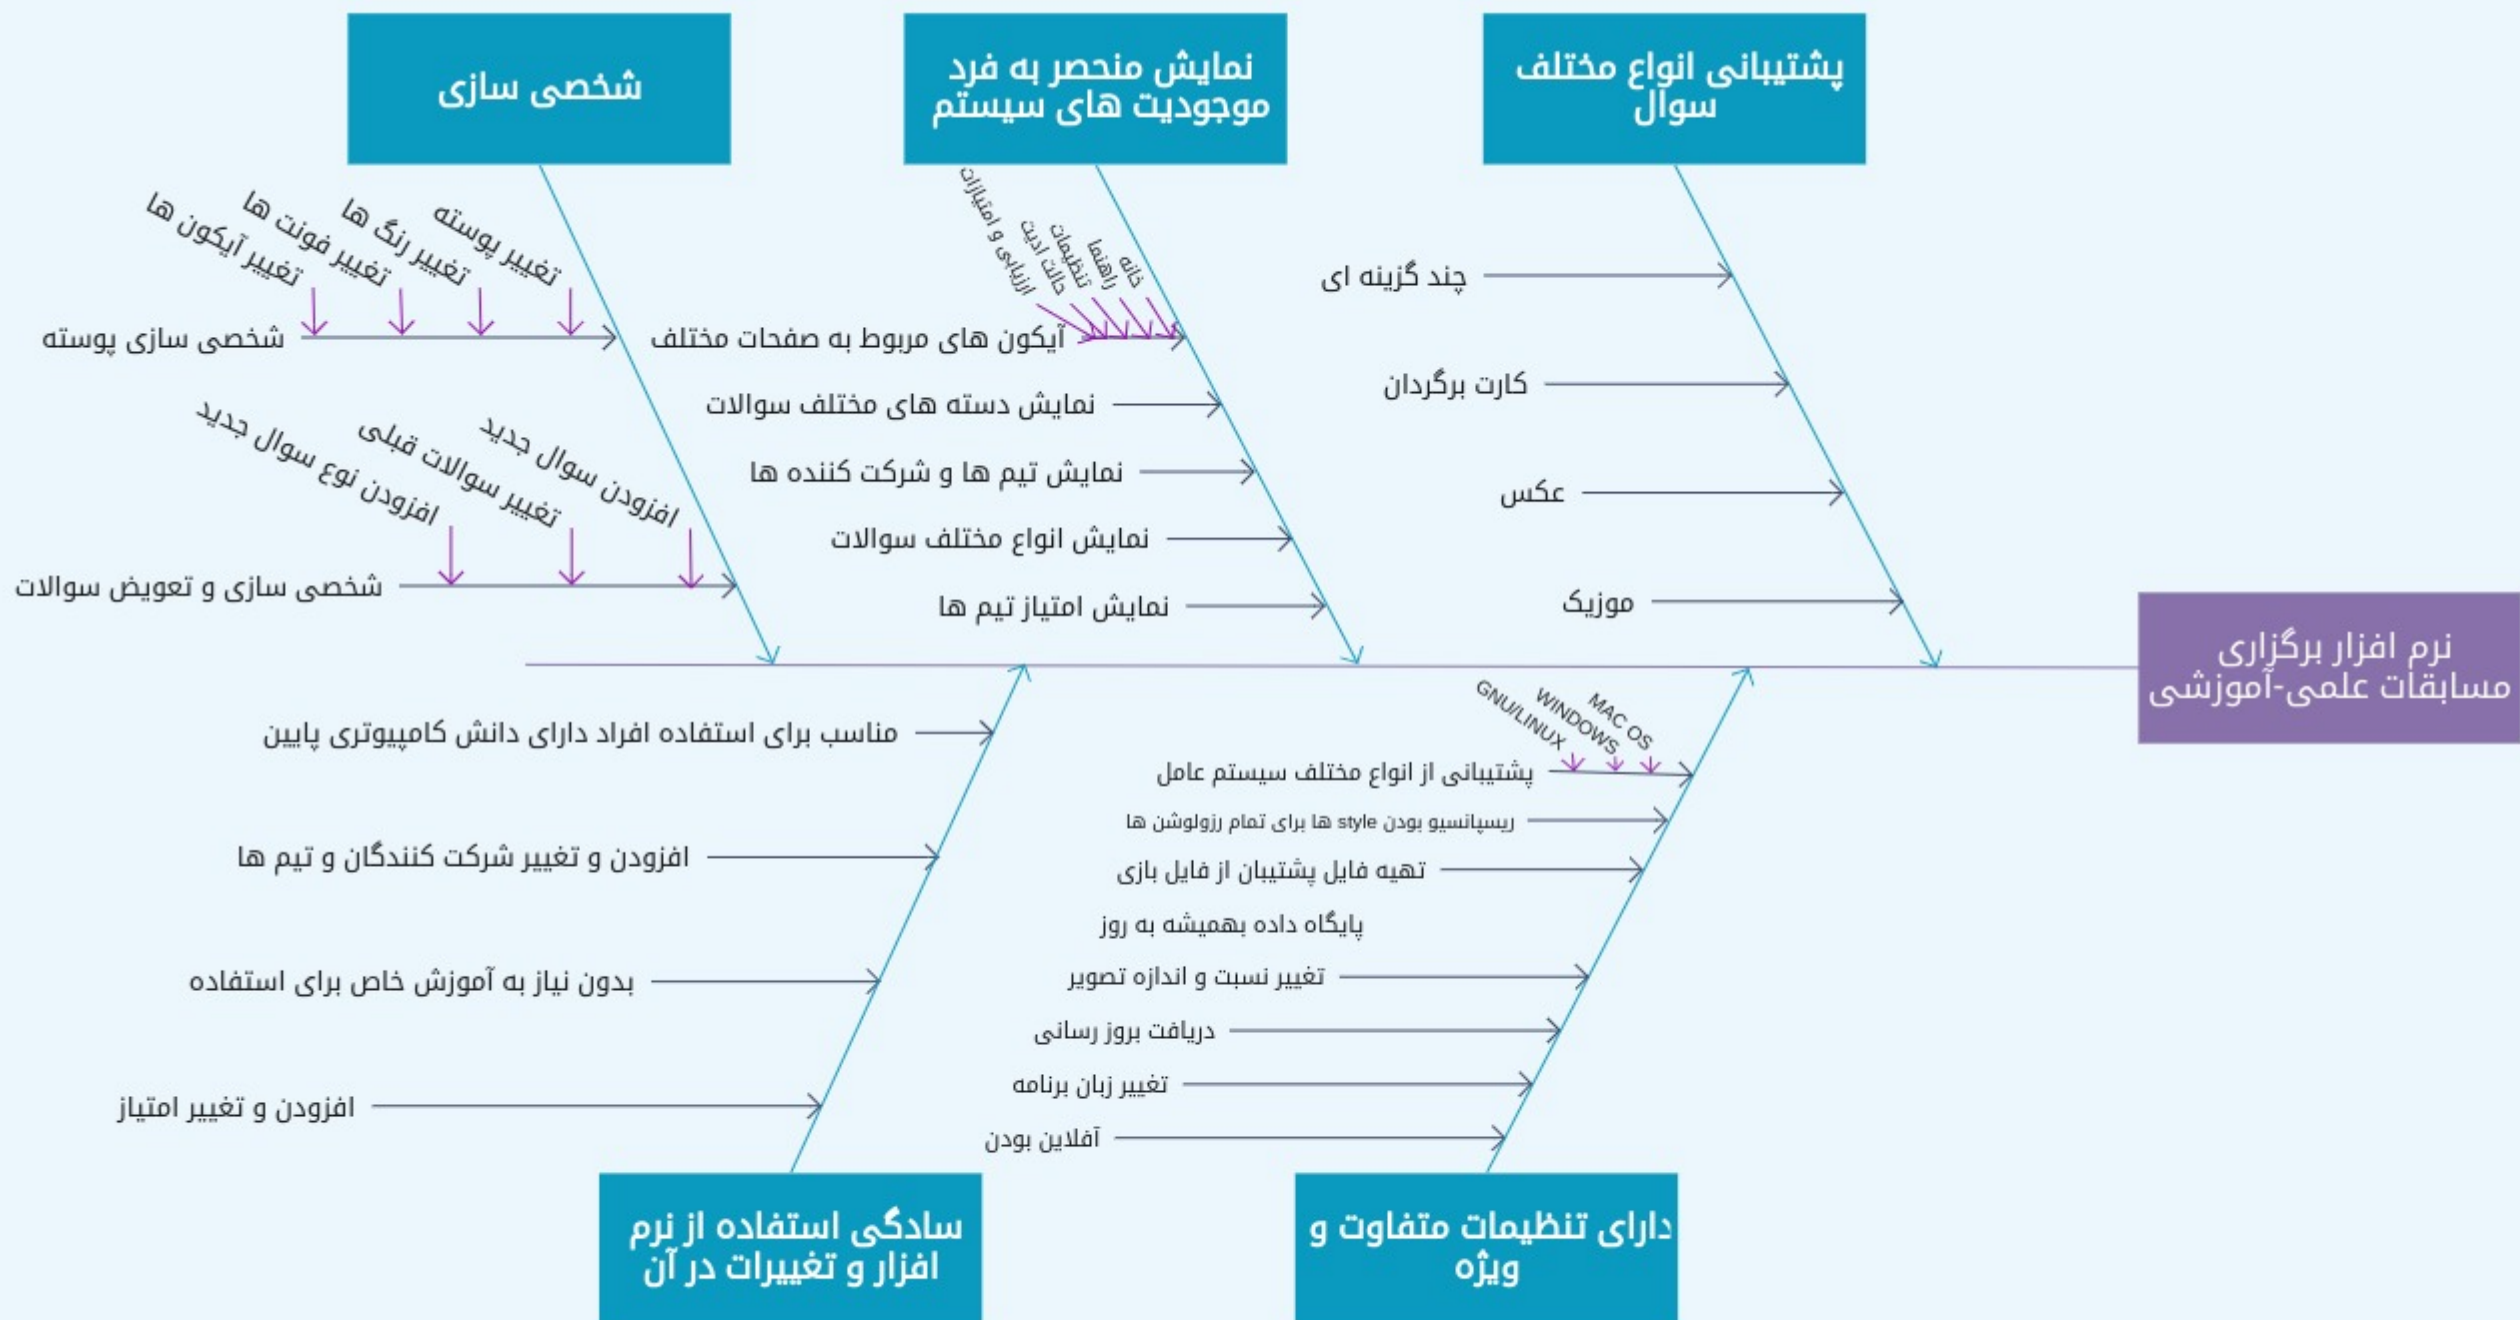 پشتیبانی انواع مختلف
سوال
نمایش منحصر به فرد
موجودیت های سیستم
شخصی سازی
چند گزینه ای
کارت برگردان
عکس
موزیک
خانه
راهنما
تنظیمات
حالت ادیت
ارزیابی و امتیازات
آیکون های مربوط به صفحات مختلف
نمایش دسته های مختلف سوالات
نمایش تیم ها و شرکت کننده ها
نمایش انواع مختلف سوالات
نمایش امتیاز تیم ها
تغییر پوسته
تغییر رنگ ها
تغییر فونت ها
تغییر آیکون ها
شخصی سازی پوسته
افزودن سوال جدید
تغییر سوالات قبلی
افزودن نوع سوال جدید
شخصی سازی و تعویض سوالات
نرم افزار برگزاری
مسابقات علمی-آموزشی
MAC OS
WINDOWS
GNU/LINUX
پشتیبانی از انواع مختلف سیستم عامل
ریسپانسیو بودن style ها برای تمام رزولوشن ها
تهیه فایل پشتیبان از فایل بازی
پایگاه داده بهمیشه به روز
تغییر نسبت و اندازه تصویر
دریافت بروز رسانی
تغییر زبان برنامه
آفلاین بودن
دارای تنظیمات متفاوت و
ویژه
مناسب برای استفاده افراد دارای دانش کامپیوتری پایین
افزودن و تغییر شرکت کنندگان و تیم ها
بدون نیاز به آموزش خاص برای استفاده
افزودن و تغییر امتیاز
سادگی استفاده از نرم
افزار و تغییرات در آن